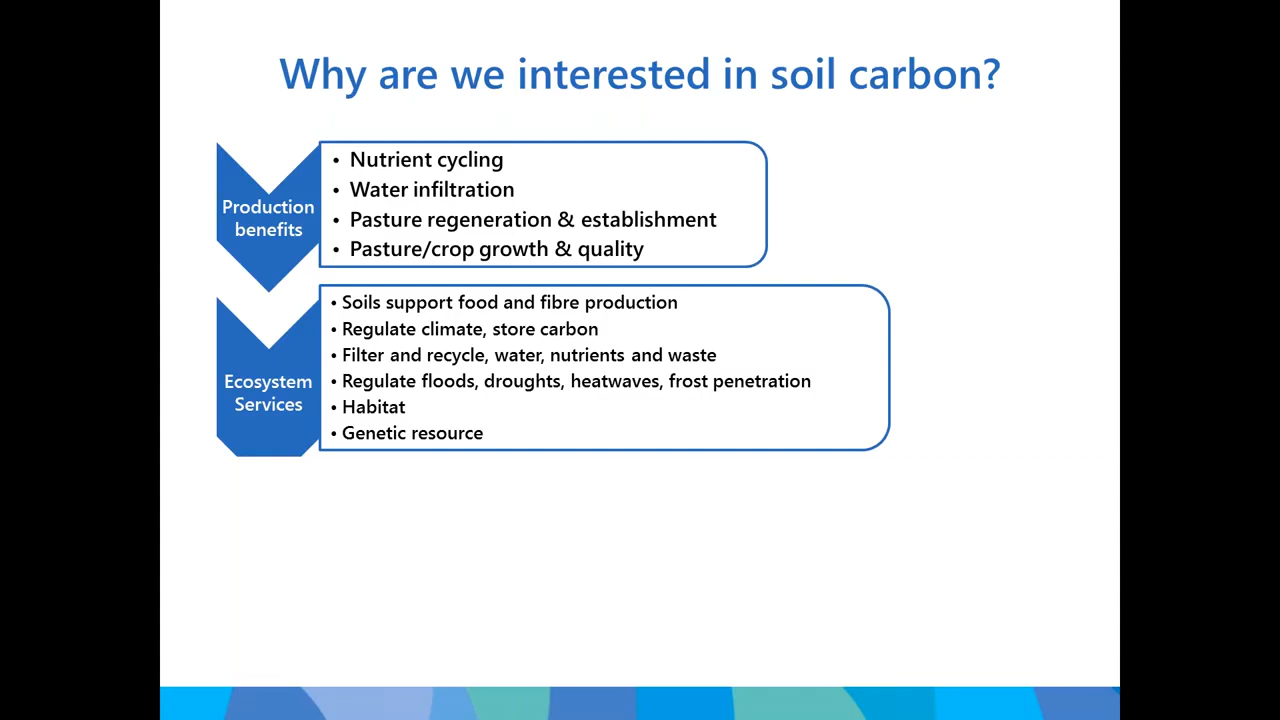 Why are we interested in soil carbon?
Production
benefits
• Nutrient cycling
• Water infiltration
• Pasture regeneration & establishment
• Pasture/crop growth & quality
Ecosystem
Services
• Soils support food and fibre production
• Regulate climate, store carbon
• Filter and recycle, water, nutrients and waste
• Regulate floods, droughts, heatwaves, frost penetration
• Habitat
• Genetic resource